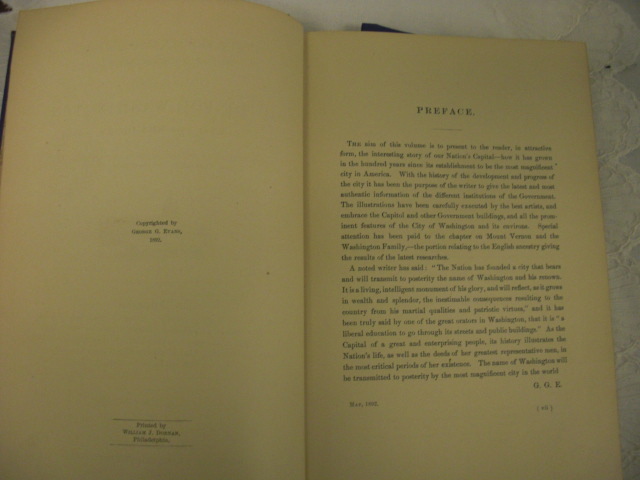 Copyrighted by
GEORGE G. EVANS,
1892.
Printed by
WILLIAM J. DORNAN,
Philadelphia.
PREFACE.
THE aim of this volume is to present to the reader, in attractive
form, the interesting story of our Nation's Capital—how it has grown
in the hundred years since its establishment to be the most magnificent
city in America. With the history of the development and progress of
the city it has been the purpose of the writer to give the latest and most
authentic information of the different institutions of the Government.
The illustrations have been carefully executed by the best artists, and
embrace the Capitol and other Government buildings, and all the prom-
inent features of the City of Washington and its environs. Special
attention has been paid to the chapter on Mount Vernon and the
Washington Family,—the portion relating to the English ancestry giving
the results of the latest researches.
A noted writer has said: "The Nation has founded a city that bears
and will transmit to posterity the name of Washington and his renown.
It is a living, intelligent monument of his glory, and will reflect, as it grows
in wealth and splendor, the inestimable consequences resulting to the
country from his martial qualities and patriotic virtues," and it has
been truly said by one of the great orators in Washington, that it is "a
liberal education to go through its streets and public buildings." As the
Capital of a great and enterprising people, its history illustrates the
Nation's life, as well as the deeds of her greatest representative men, in
the most critical periods of her existence. The name of Washington will
be transmitted to posterity by the most magnificent city in the world
G. G. E.
MAY, 1892.